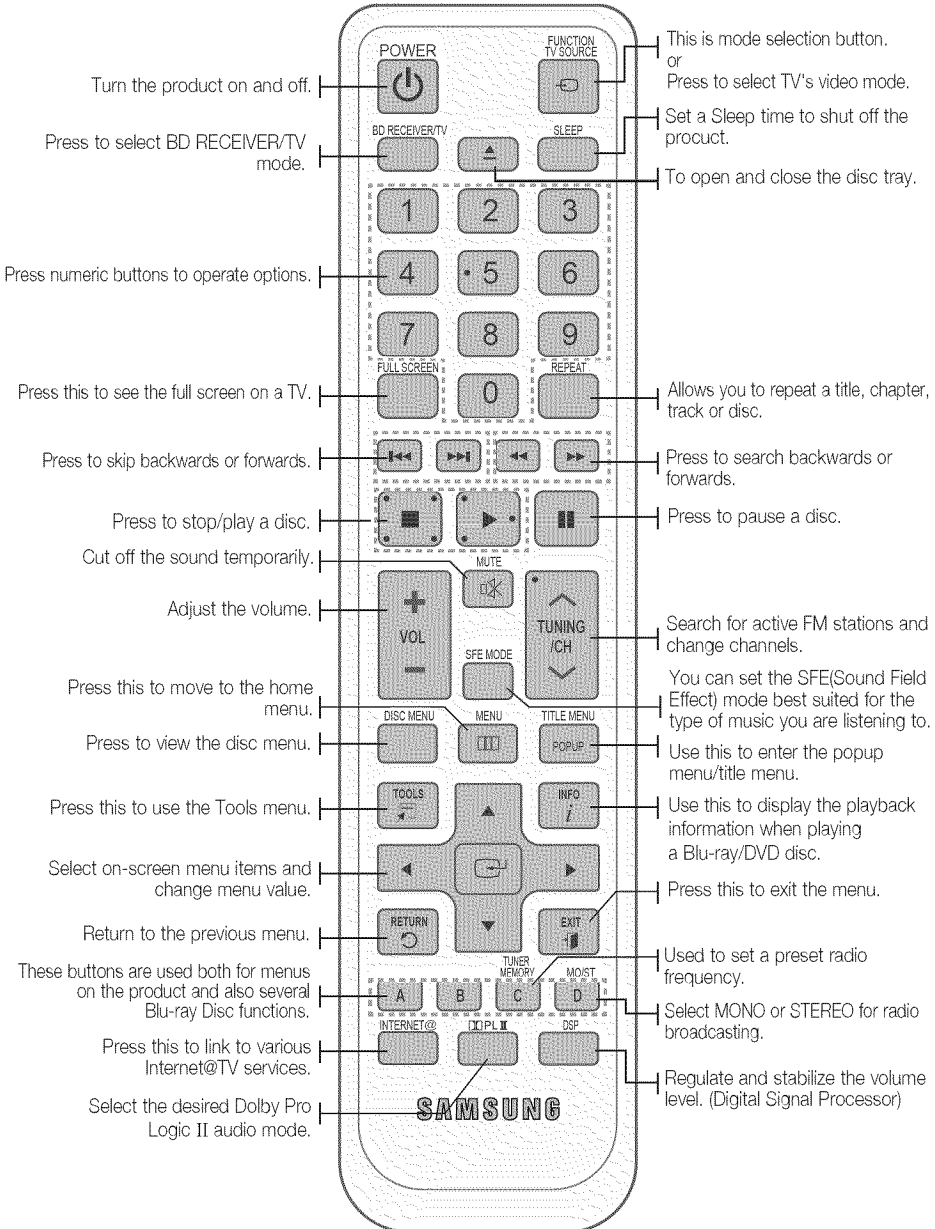 POWER
FUNCTION
TV SOURCE
This is mode selection button.
or
Press to select TV's video mode.
Turn the product on and off.
BD RECEIVER/TV
SLEEP
Set a Sleep time to shut off the
procuct.
Press to select BD RECEIVER/TV
mode.
To open and close the disc tray.
1 2 3
Press numeric buttons to operate options.
4 5 6
7 8 9
FULL SCREEN
REPEAT
Press this to see the full screen on a TV.
0
Allows you to repeat a title, chapter,
track or disc.
Press to skip backwards or forwards.
Press to search backwards or
forwards.
Press to stop/play a disc.
Press to pause a disc.
Cut off the sound temporarily.
MUTE
Adjust the volume.
VOL
TUNING
/CH
Search for active FM stations and
change channels.
SFE MODE
You can set the SFE(Sound Field
Effect) mode best suited for the
type of music you are listening to.
Press this to move to the home
menu.
DISC MENU
MENU
TITLE MENU
POPUP
Press to view the disc menu.
Use this to enter the popup
menu/title menu.
TOOLS
INFO
i
Press this to use the Tools menu.
Use this to display the playback
information when playing
a Blu-ray/DVD disc.
Select on-screen menu items and
change menu value.
Press this to exit the menu.
RETURN
EXIT
Return to the previous menu.
TUNER
MEMORY
MO/ST
Used to set a preset radio
frequency.
These buttons are used both for menus
on the product and also several
Blu-ray Disc functions.
A B C D
Select MONO or STEREO for radio
broadcasting.
INTERNET@
PL II
DSP
Press this to link to various
Internet@TV services.
Regulate and stabilize the volume
level. (Digital Signal Processor)
Select the desired Dolby Pro
Logic II audio mode.
SAMSUNG